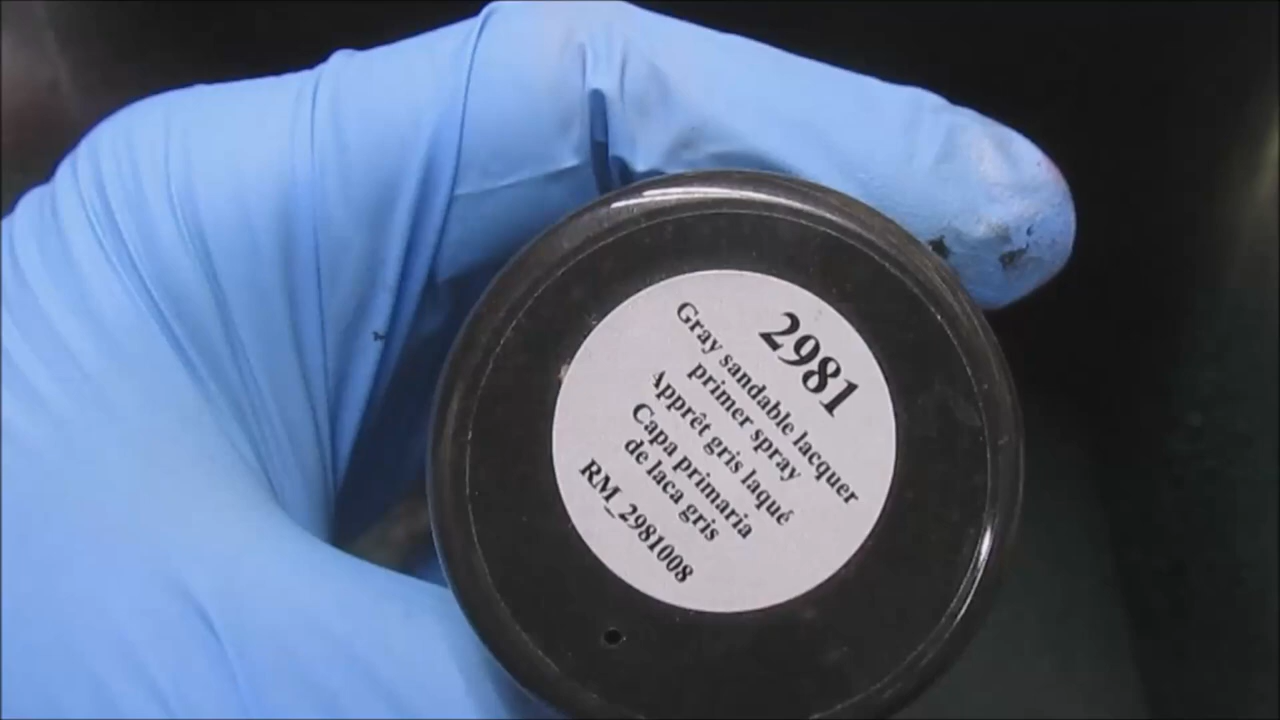 2981
Gray sandable lacquer
primer spray
Apprêt gris laqué
Capa primaria
de laca gris
RM_2981008